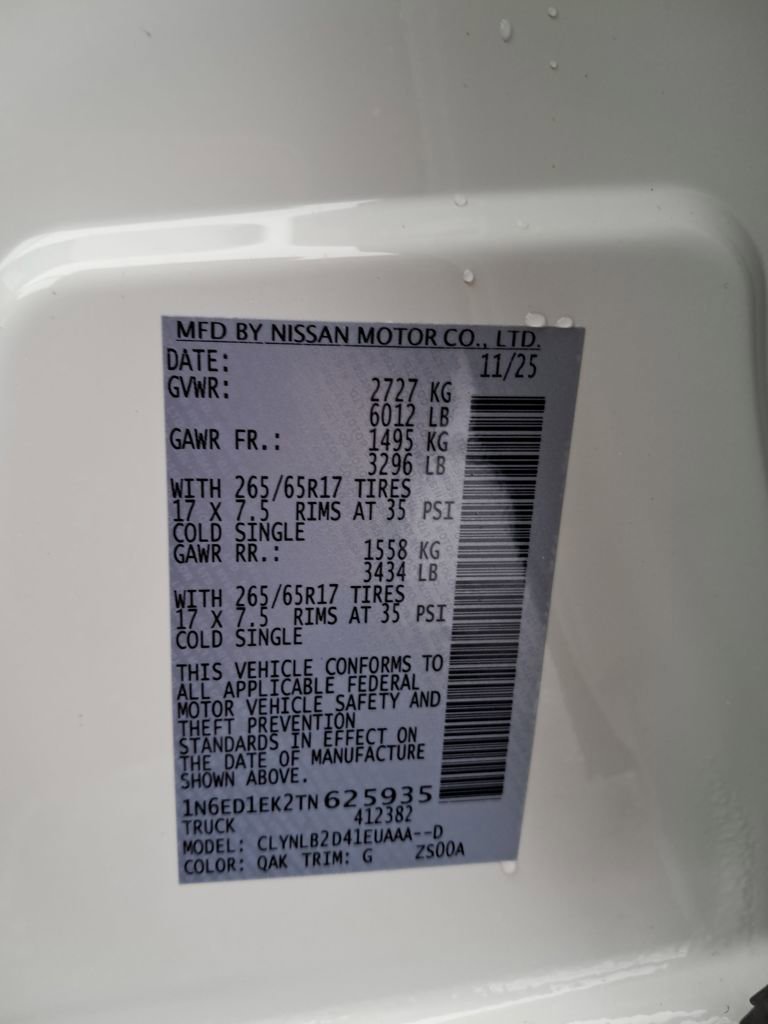 MFD BY NISSAN MOTOR CO., LTD.
DATE: 11/25
GVWR: 2727 KG
6012 LB
GAWR FR.: 1495 KG
3296 LB
WITH 265/65R17 TIRES
17 X 7.5 RIMS AT 35 PSI
COLD SINGLE
GAWR RR.: 1558 KG
3434 LB
WITH 265/65R17 TIRES
17 X 7.5 RIMS AT 35 PSI
COLD SINGLE
THIS VEHICLE CONFORMS TO
ALL APPLICABLE FEDERAL
MOTOR VEHICLE SAFETY AND
THEFT PREVENTION
STANDARDS IN EFFECT ON
THE DATE OF MANUFACTURE
SHOWN ABOVE.
1N6ED1EK2TN625935
TRUCK 412382
MODEL: CLYNLB2D41EUAAA--D
COLOR: QAK TRIM: G ZS00A